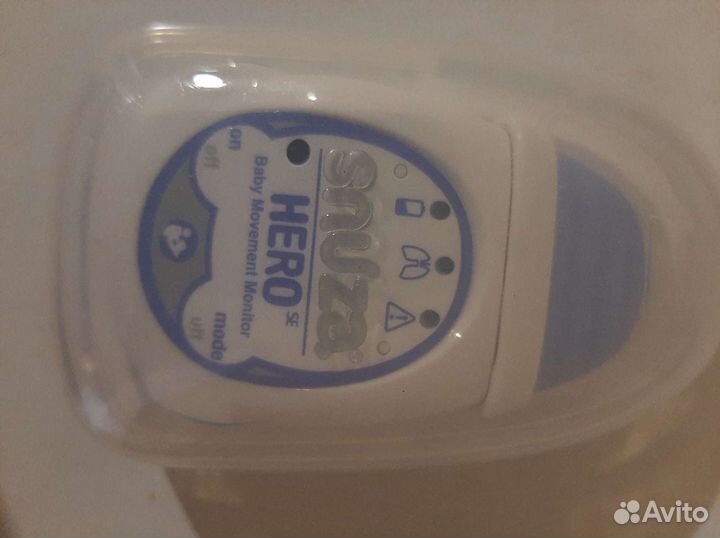 snuza
HERO SE
Baby Movement Monitor
on
off
mode
off
Avito